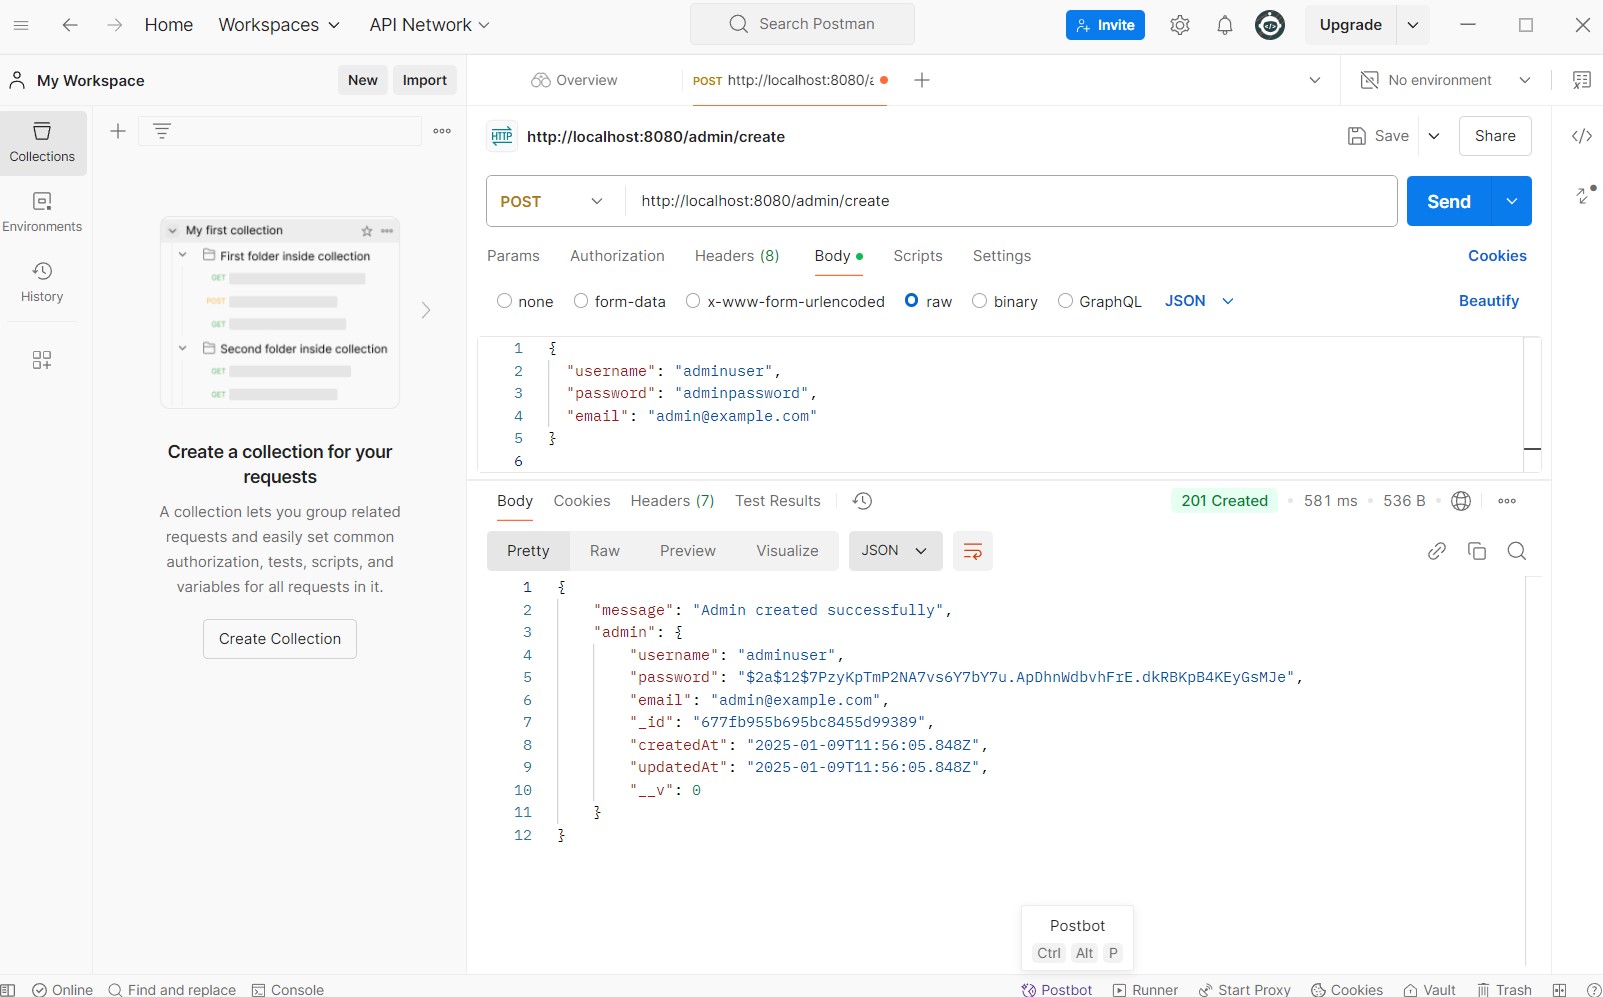 Home Workspaces API Network Search Postman Invite Upgrade
My Workspace New Import Overview POST http://localhost:8080/a No environment
Collections
Environments
History
My first collection
First folder inside collection
GET
POST
GET
Second folder inside collection
GET
GET
Create a collection for your
requests
A collection lets you group related
requests and easily set common
authorization, tests, scripts, and
variables for all requests in it.
Create Collection
HTTP http://localhost:8080/admin/create Save Share
POST http://localhost:8080/admin/create Send
Params Authorization Headers (8) Body Scripts Settings Cookies
none form-data x-www-form-urlencoded raw binary GraphQL JSON Beautify
1 {
2 "username": "adminuser",
3 "password": "adminpassword",
4 "email": "admin@example.com"
5 }
6
Body Cookies Headers (7) Test Results 201 Created 581 ms 536 B
Pretty Raw Preview Visualize JSON
1 {
2 "message": "Admin created successfully",
3 "admin": {
4 "username": "adminuser",
5 "password": "$2a$12$7PzyKpTmP2NA7vs6Y7bY7u.ApDhnWdbvhFrE.dkRBKpB4KEyGsMJe",
6 "email": "admin@example.com",
7 "_id": "677fb955b695bc8455d99389",
8 "createdAt": "2025-01-09T11:56:05.848Z",
9 "updatedAt": "2025-01-09T11:56:05.848Z",
10 "__v": 0
11 }
12 }
Postbot
Ctrl Alt P
Online Find and replace Console Postbot Runner Start Proxy Cookies Vault Trash